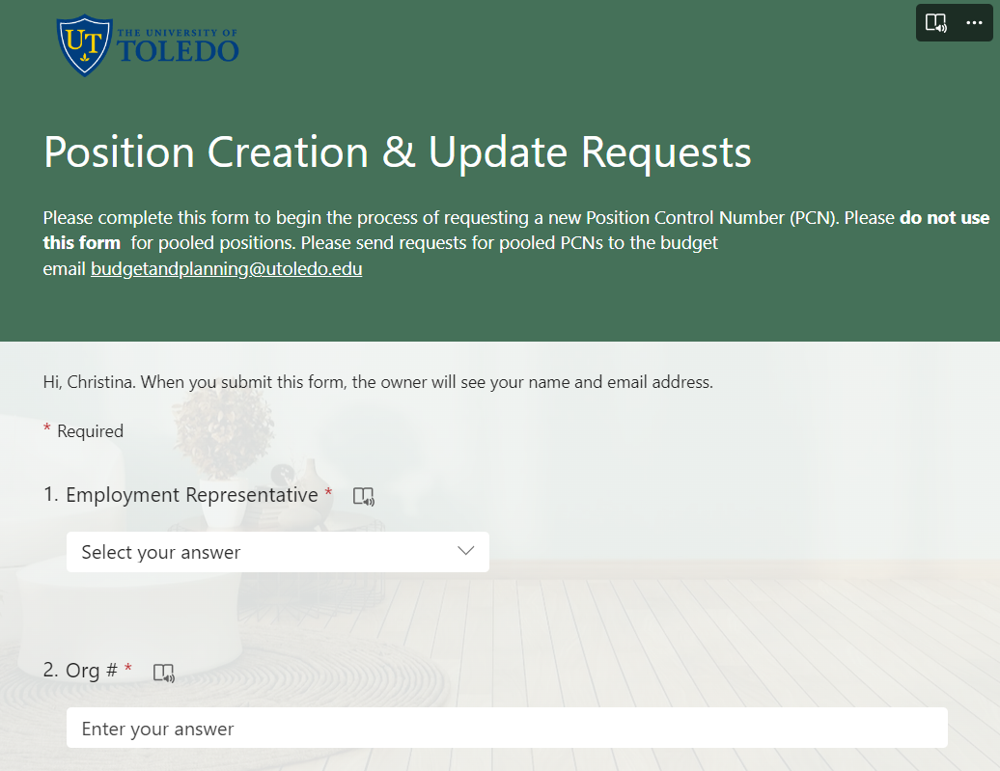 UT
THE UNIVERSITY OF
TOLEDO
Position Creation & Update Requests
Please complete this form to begin the process of requesting a new Position Control Number (PCN). Please do not use
this form for pooled positions. Please send requests for pooled PCNs to the budget
email budgetandplanning@utoledo.edu
Hi, Christina. When you submit this form, the owner will see your name and email address.
* Required
1. Employment Representative *
Select your answer
2. Org # *
Enter your answer